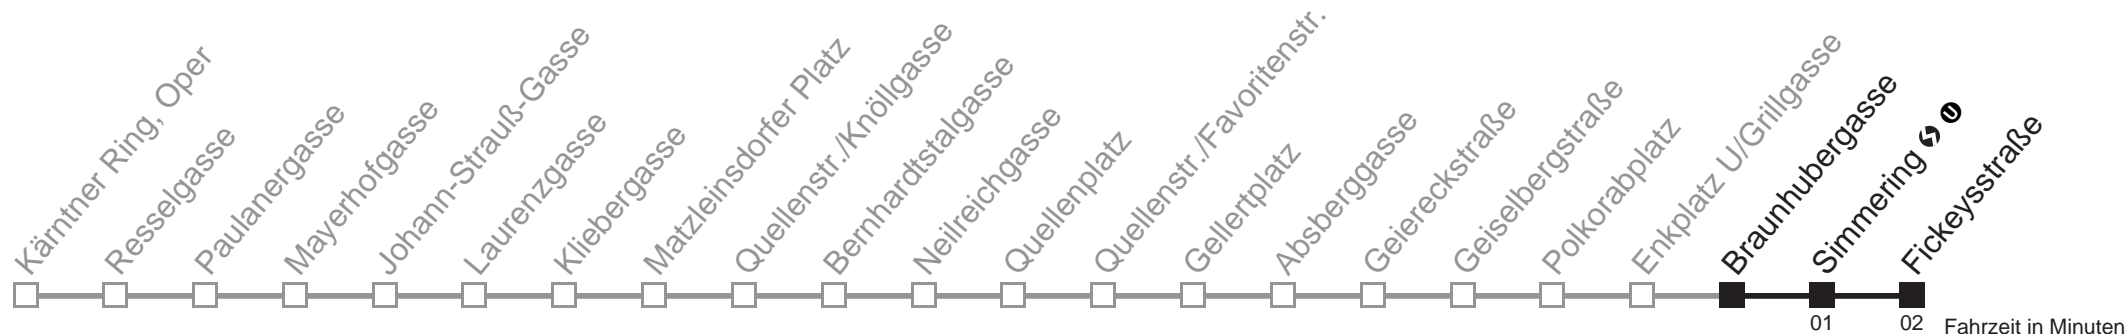 Kärntner Ring, Oper
Resselgasse
Paulanergasse
Mayerhofgasse
Johann-Strauß-Gasse
Laurenzgasse
Kliebergasse
Matzleinsdorfer Platz
Quellenstr./Knöllgasse
Bernhardtstalgasse
Neilreichgasse
Quellenplatz
Quellenstr./Favoritenstr.
Gellertplatz
Absberggasse
Geiereckstraße
Geiselbergstraße
Polkorabplatz
Enkplatz U/Grillgasse
Braunhubergasse
Simmering S U
Fickeysstraße
01
02
Fahrzeit in Minuten